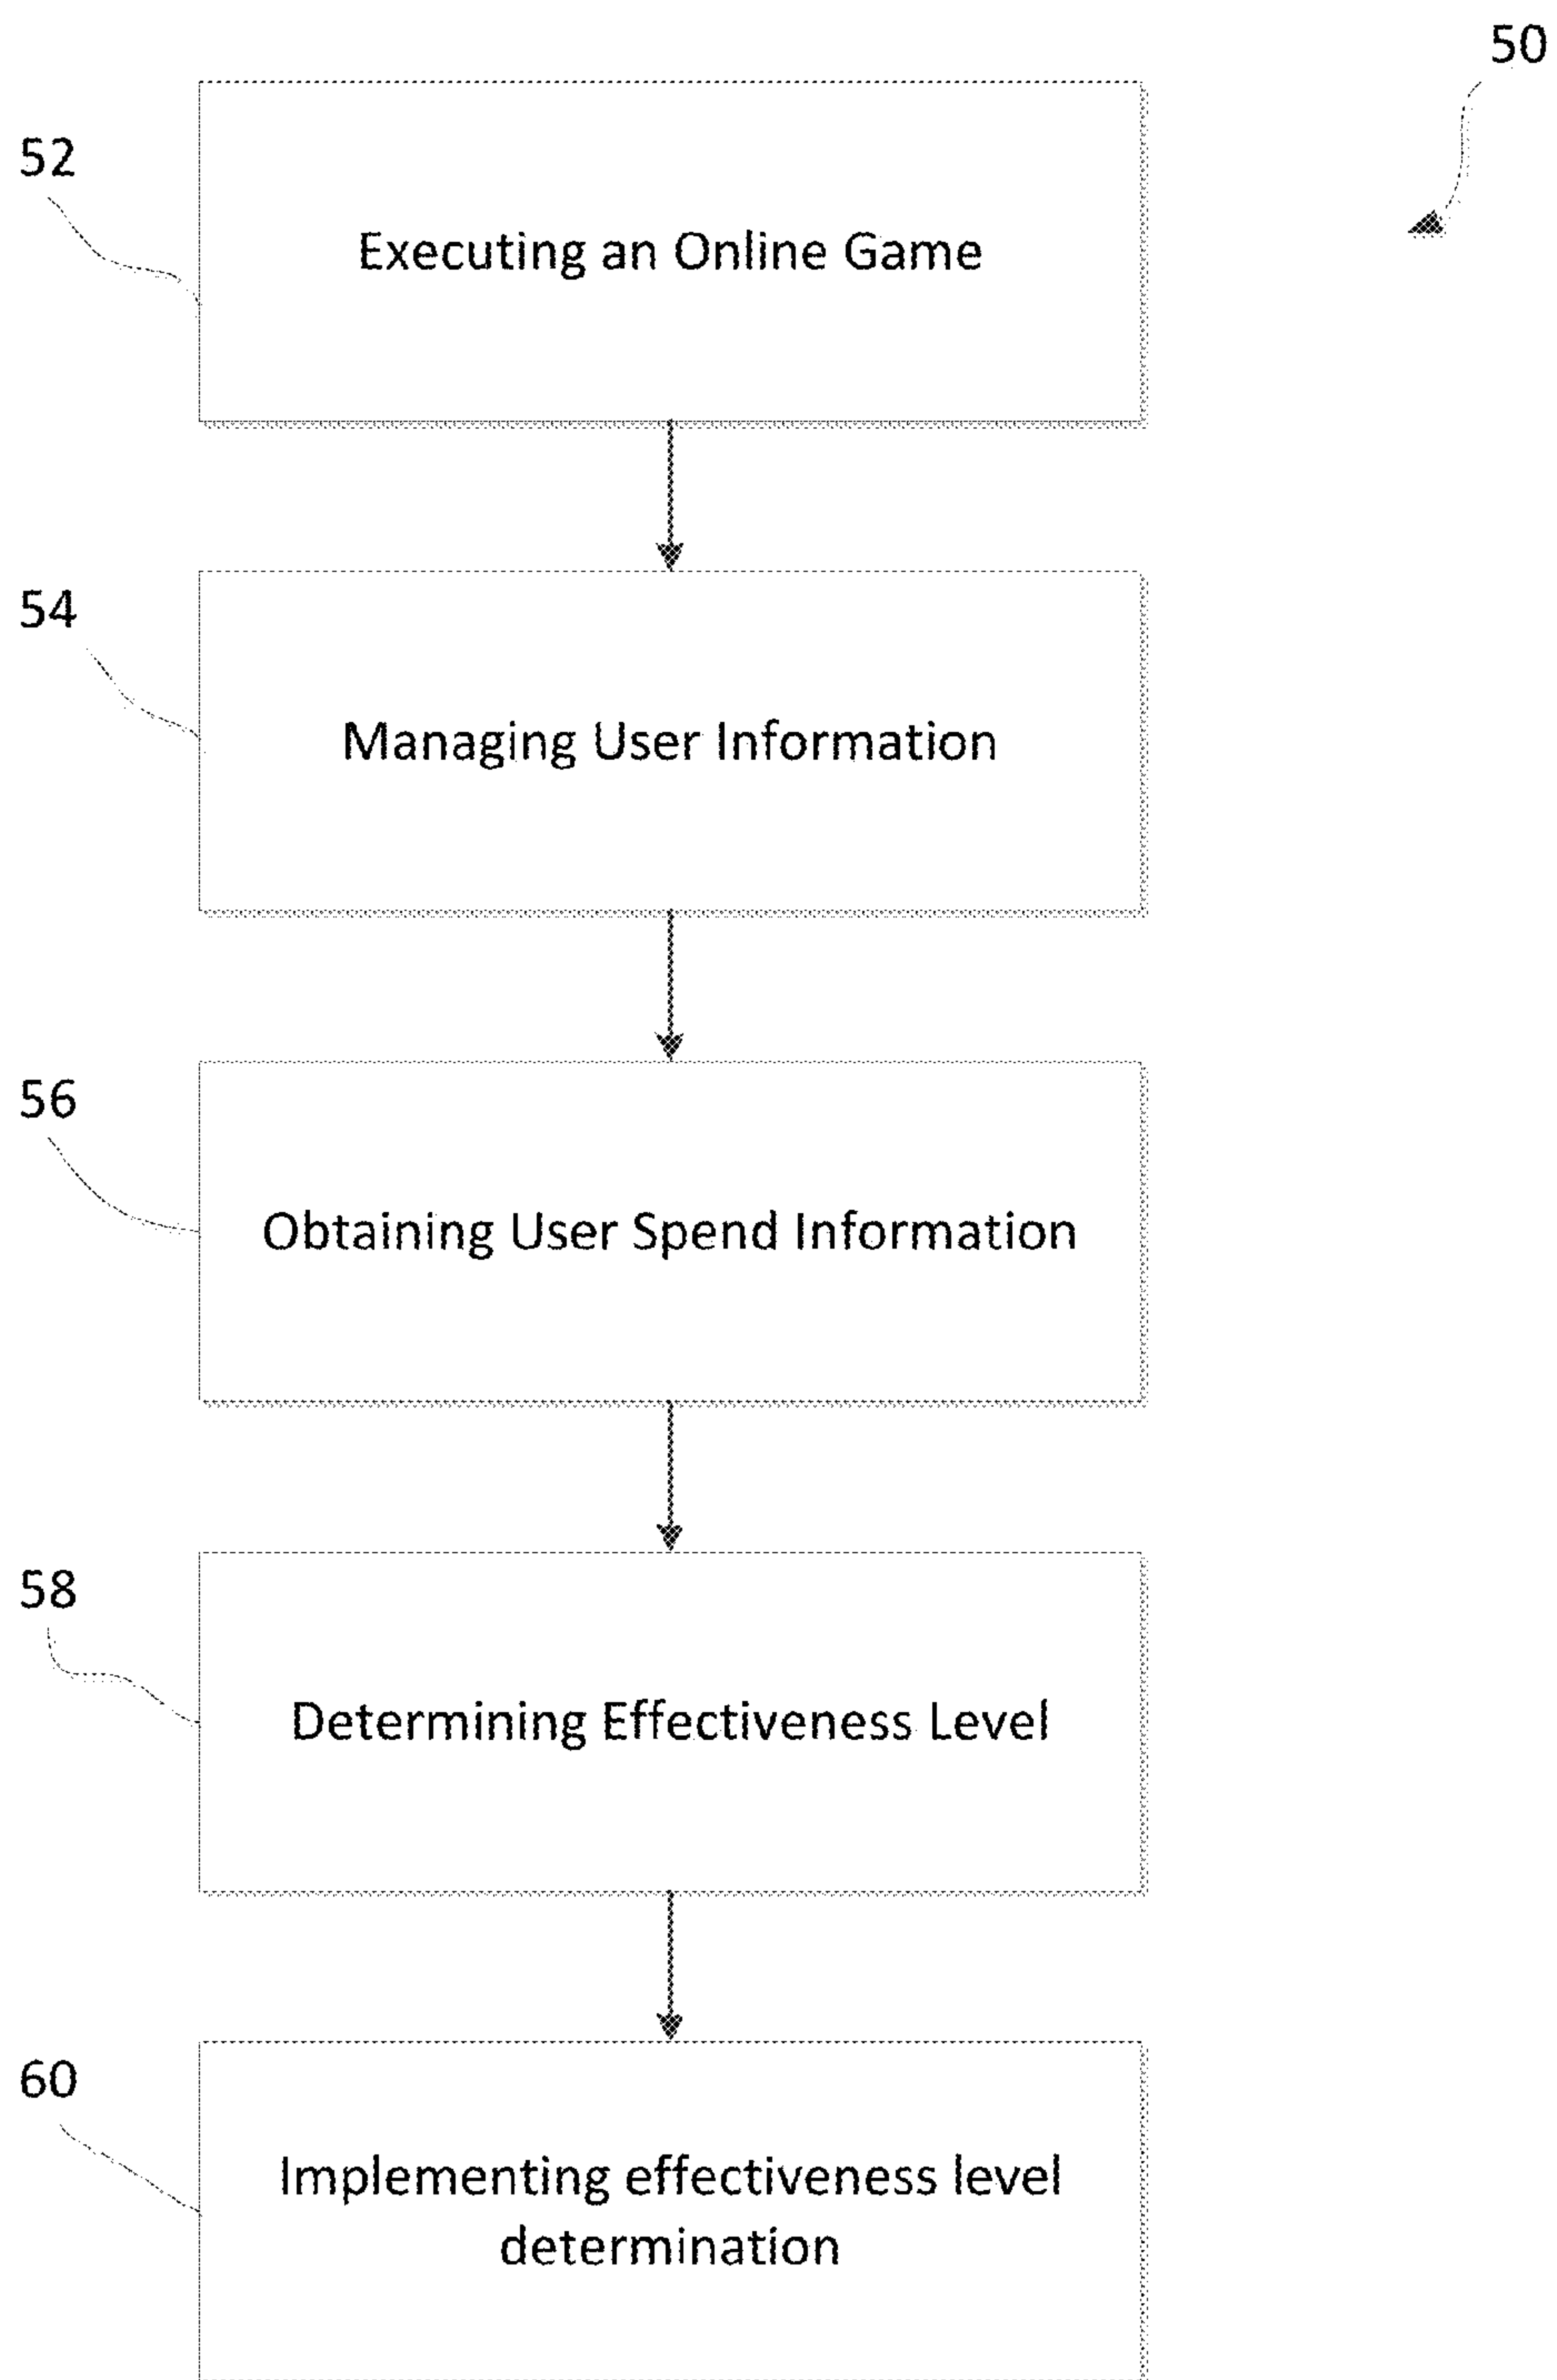 50
52
Executing an Online Game
54
Managing User Information
56
Obtaining User Spend Information
58
Determining Effectiveness Level
60
Implementing effectiveness level
determination